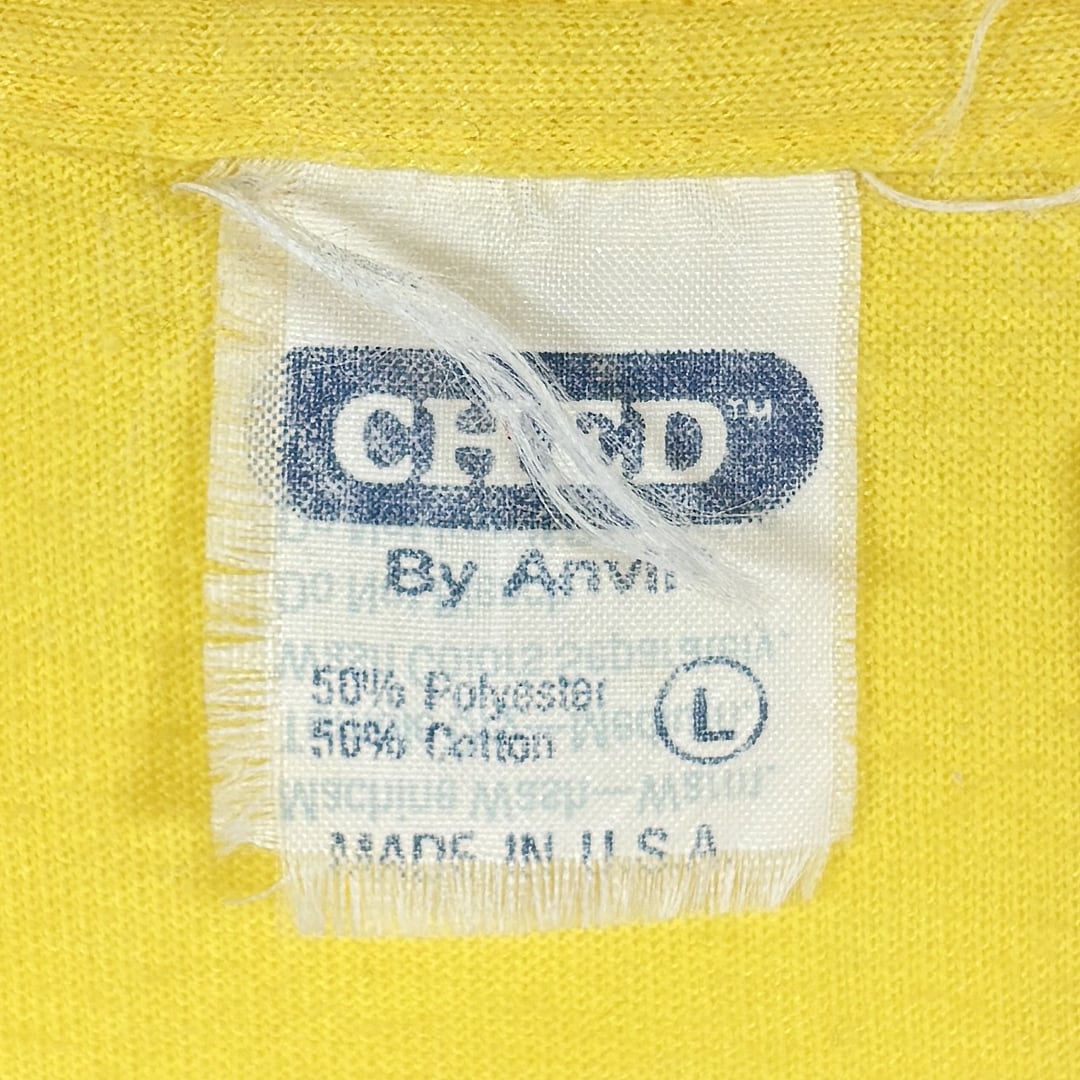 CHED™
By Anvil
50% Polyester
50% Cotton
L
MADE IN U.S.A